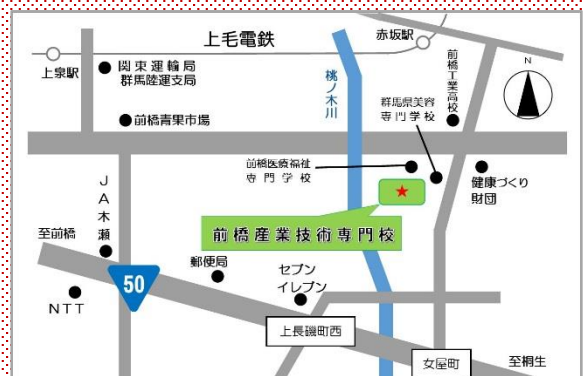 上毛電鉄
赤坂駅
上泉駅
関東運輸局
群馬陸運支局
桃ノ木川
前橋工業高校
N
群馬県美容
専門学校
前橋青果市場
前橋医療福祉
専門学校
健康づくり
財団
JA木瀬
前橋産業技術専門校
至前橋
郵便局
セブン
イレブン
50
NTT
上長磯町西
女屋町
至桐生